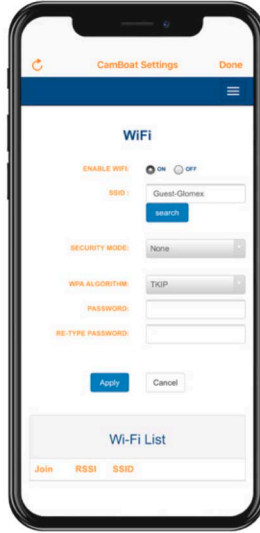 CamBoat Settings Done
WiFi
ENABLE WIFI: ON OFF
SSID : Guest-Glomex
search
SECURITY MODE: None
WPA ALGORITHM: TKIP
PASSWORD:
RE-TYPE PASSWORD:
Apply Cancel
Wi-Fi List
Join RSSI SSID